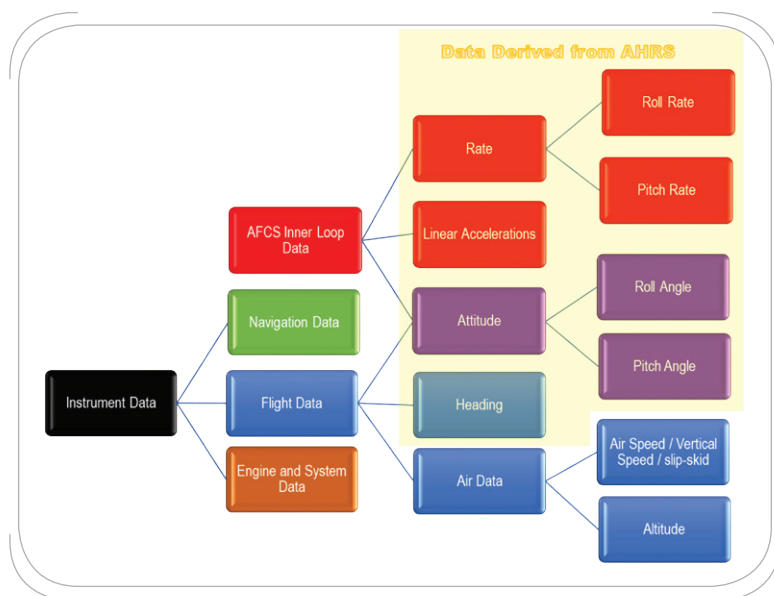 Data Derived from AHRS
Roll Rate
Rate
Pitch Rate
AFCS Inner Loop
Data
Linear Accelerations
Navigation Data
Attitude
Roll Angle
Pitch Angle
Instrument Data
Flight Data
Heading
Engine and System
Data
Air Data
Air Speed / Vertical
Speed / slip-skid
Altitude